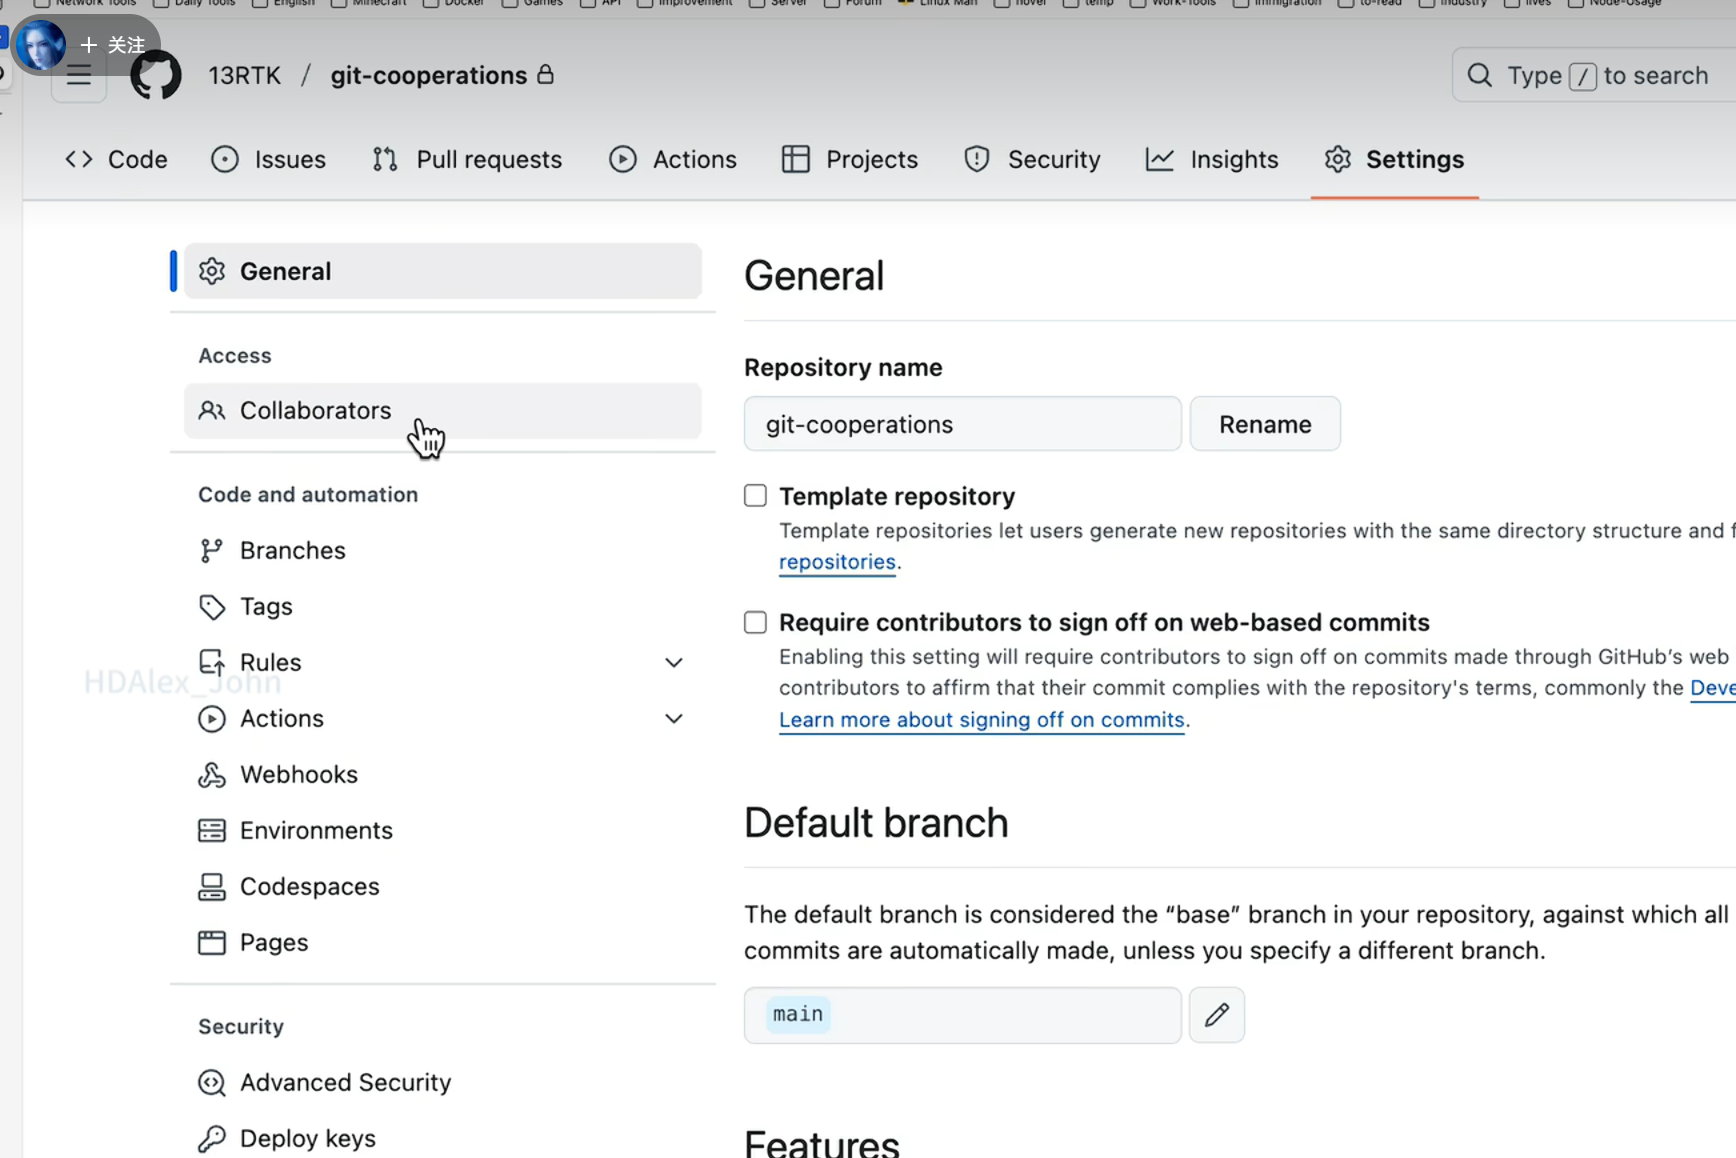 Network Tools Daily Tools English Minecraft Docker Games API Improvement Server Forum Linux Man hover temp Work-Tools Immigration to-read Industry lives Node-Usage
+ 关注
13RTK / git-cooperations
Type / to search
Code Issues Pull requests Actions Projects Security Insights Settings
General
Access
Collaborators
Code and automation
Branches
Tags
Rules
HDAlex_John
Actions
Webhooks
Environments
Codespaces
Pages
Security
Advanced Security
Deploy keys
General
Repository name
git-cooperations Rename
Template repository
Template repositories let users generate new repositories with the same directory structure and f
repositories.
Require contributors to sign off on web-based commits
Enabling this setting will require contributors to sign off on commits made through GitHub’s web
contributors to affirm that their commit complies with the repository's terms, commonly the Deve
Learn more about signing off on commits.
Default branch
The default branch is considered the “base” branch in your repository, against which all
commits are automatically made, unless you specify a different branch.
main
Features